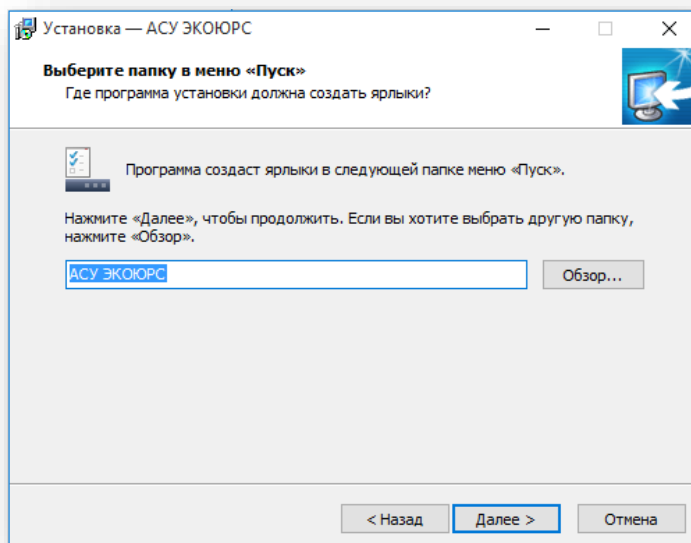 Установка — АСУ ЭКОЮРС
Выберите папку в меню «Пуск»
Где программа установки должна создать ярлыки?
Программа создаст ярлыки в следующей папке меню «Пуск».
Нажмите «Далее», чтобы продолжить. Если вы хотите выбрать другую папку,
нажмите «Обзор».
АСУ ЭКОЮРС
Обзор...
< Назад
Далее >
Отмена